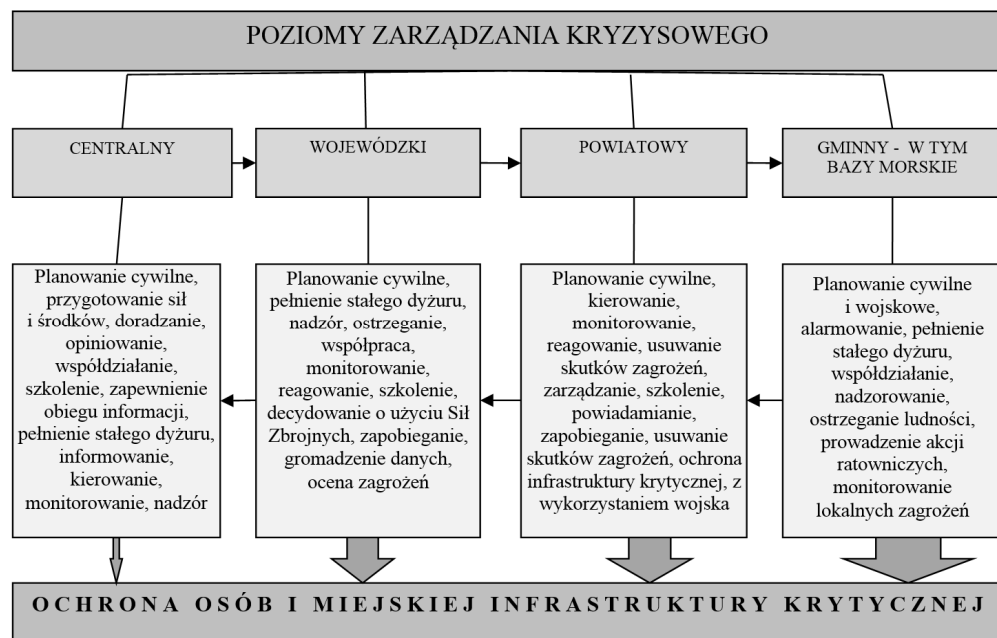 POZIOMY ZARZĄDZANIA KRYZYSOWEGO
CENTRALNY
WOJEWÓDZKI
POWIATOWY
GMINNY - W TYM
BAZY MORSKIE
Planowanie cywilne,
przygotowanie sił
i środków, doradzanie,
opiniowanie,
współdziałanie,
szkolenie, zapewnienie
obiegu informacji,
pełnienie stałego dyżuru,
informowanie,
kierowanie,
monitorowanie, nadzór
Planowanie cywilne,
pełnienie stałego dyżuru,
nadzór, ostrzeganie,
współpraca,
monitorowanie,
reagowanie, szkolenie,
decydowanie o użyciu Sił
Zbrojnych, zapobieganie,
gromadzenie danych,
ocena zagrożeń
Planowanie cywilne,
kierowanie,
monitorowanie,
reagowanie, usuwanie
skutków zagrożeń,
zarządzanie, szkolenie,
powiadamianie,
zapobieganie, usuwanie
skutków zagrożeń, ochrona
infrastruktury krytycznej, z
wykorzystaniem wojska
Planowanie cywilne
i wojskowe,
alarmowanie, pełnienie
stałego dyżuru,
współdziałanie,
nadzorowanie,
ostrzeganie ludności,
prowadzenie akcji
ratowniczych,
monitorowanie
lokalnych zagrożeń
OCHRONA OSÓB I MIEJSKIEJ INFRASTRUKTURY KRYTYCZNEJ